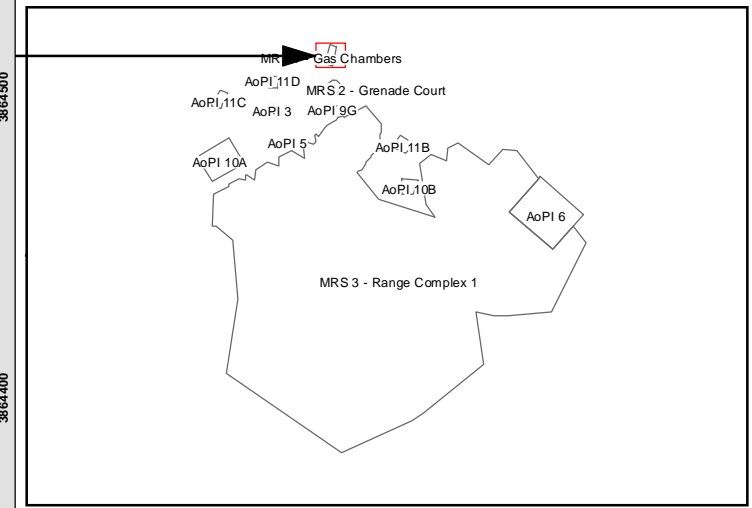 MR
Gas Chambers
AoPI 11D
MRS 2 - Grenade Court
AoPI 11C
AoPI 3
AoPI 9G
AoPI 5
AoPI 11B
AoPI 10A
AoPI 10B
AoPI 6
MRS 3 - Range Complex 1
3864500
3864400